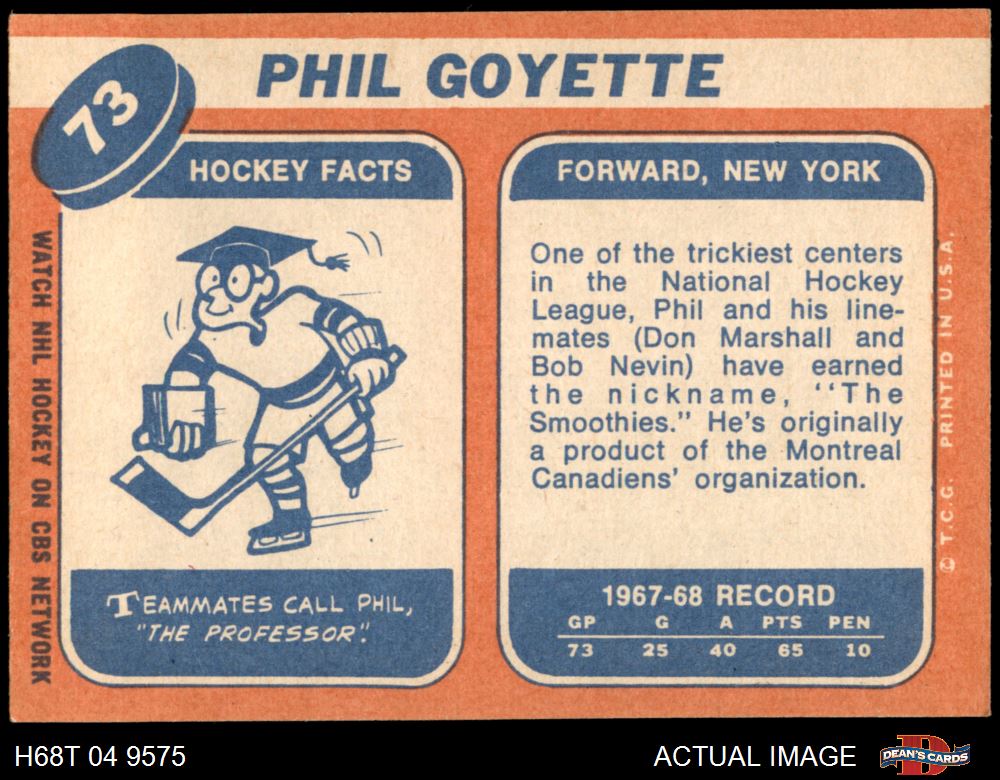 73
PHIL GOYETTE
HOCKEY FACTS
TEAMMATES CALL PHIL,
"THE PROFESSOR".
FORWARD, NEW YORK
One of the trickiest centers
in the National Hockey
League, Phil and his line-
mates (Don Marshall and
Bob Nevin) have earned
the nickname, "The
Smoothies." He's originally
a product of the Montreal
Canadiens' organization.
1967-68 RECORD
GP G A PTS PEN
73 25 40 65 10
WATCH NHL HOCKEY ON CBS NETWORK
© T.C.G. PRINTED IN U.S.A.
H68T 04 9575
ACTUAL IMAGE
D
DEAN'S CARDS